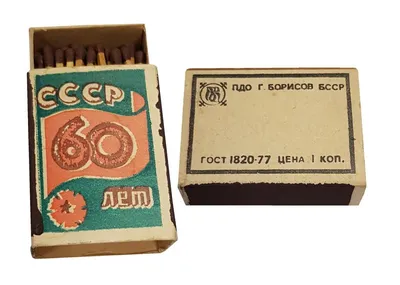 СССР
60
лет
ПДО Г. БОРИСОВ БССР
ГОСТ 1820-77 ЦЕНА 1 КОП.